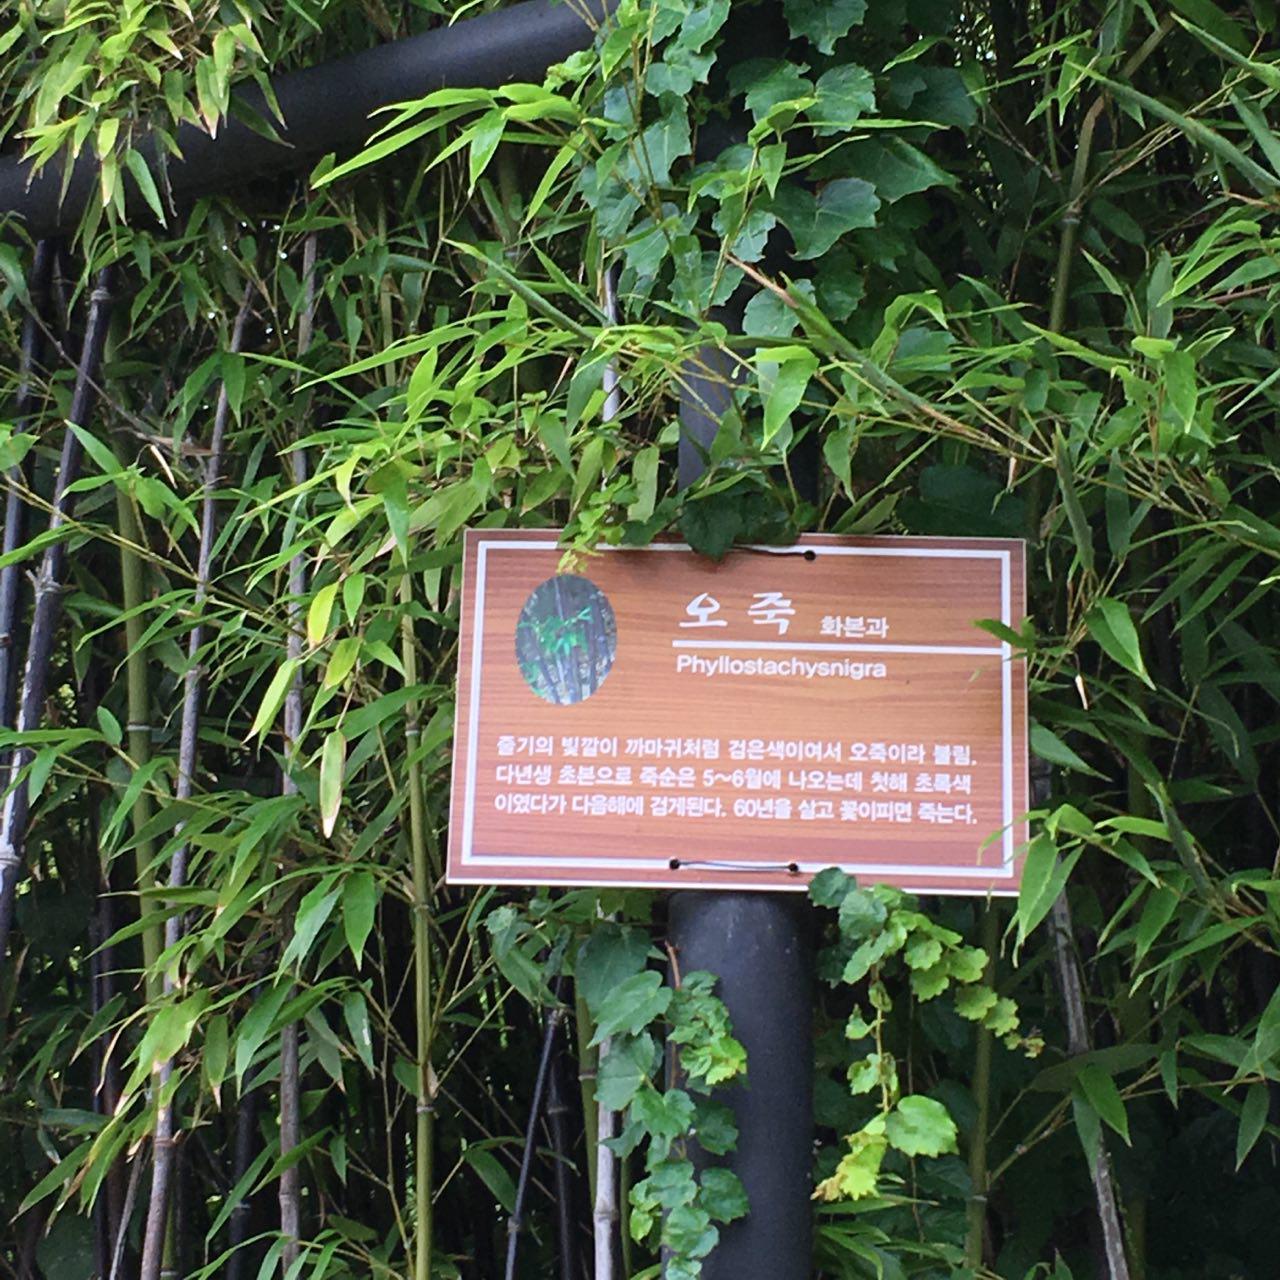 오죽 화본과
Phyllostachysnigra
줄기의 빛깔이 까마귀처럼 검은색이여서 오죽이라 불림.
다년생 초본으로 죽순은 5~6월에 나오는데 첫해 초록색
이였다가 다음해에 검게된다. 60년을 살고 꽃이피면 죽는다.